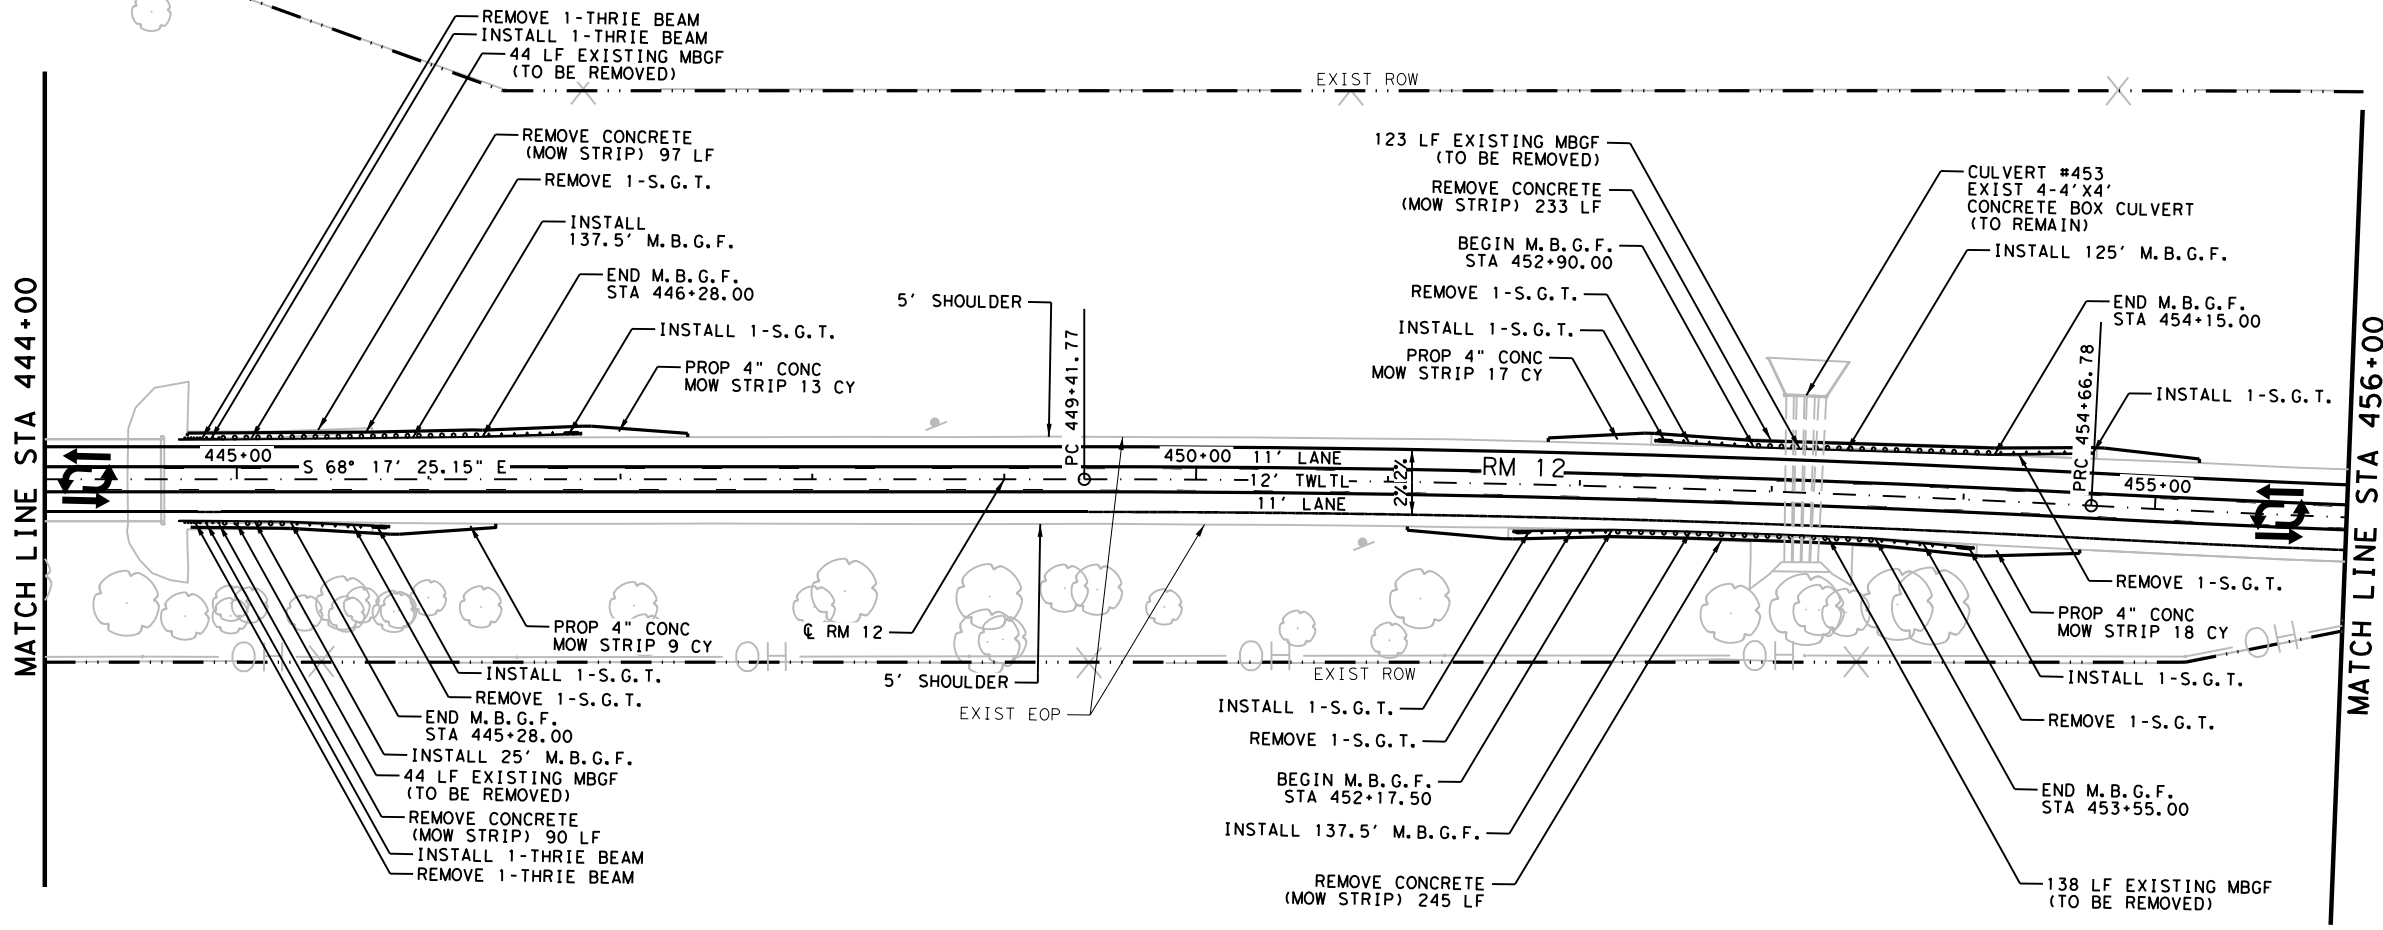 REMOVE 1-THRIE BEAM
INSTALL 1-THRIE BEAM
44 LF EXISTING MBGF
(TO BE REMOVED)
REMOVE CONCRETE
(MOW STRIP) 97 LF
REMOVE 1-S.G.T.
INSTALL
137.5' M.B.G.F.
END M.B.G.F.
STA 446+28.00
INSTALL 1-S.G.T.
PROP 4" CONC
MOW STRIP 13 CY
EXIST ROW
5' SHOULDER
PC 449+41.77
123 LF EXISTING MBGF
(TO BE REMOVED)
REMOVE CONCRETE
(MOW STRIP) 233 LF
BEGIN M.B.G.F.
STA 452+90.00
REMOVE 1-S.G.T.
INSTALL 1-S.G.T.
PROP 4" CONC
MOW STRIP 17 CY
CULVERT #453
EXIST 4-4'X4'
CONCRETE BOX CULVERT
(TO REMAIN)
INSTALL 125' M.B.G.F.
END M.B.G.F.
STA 454+15.00
PRC 454+66.78
INSTALL 1-S.G.T.
MATCH LINE STA 444+00
445+00
S 68° 17' 25.15" E
450+00
11' LANE
12' TWLTL
11' LANE
2%
2%
RM 12
455+00
MATCH LINE STA 456+00
PROP 4" CONC
MOW STRIP 9 CY
INSTALL 1-S.G.T.
REMOVE 1-S.G.T.
END M.B.G.F.
STA 445+28.00
INSTALL 25' M.B.G.F.
44 LF EXISTING MBGF
(TO BE REMOVED)
REMOVE CONCRETE
(MOW STRIP) 90 LF
INSTALL 1-THRIE BEAM
REMOVE 1-THRIE BEAM
℄ RM 12
5' SHOULDER
EXIST EOP
OH
OH
OH
OH
OH
EXIST ROW
INSTALL 1-S.G.T.
REMOVE 1-S.G.T.
BEGIN M.B.G.F.
STA 452+17.50
INSTALL 137.5' M.B.G.F.
REMOVE CONCRETE
(MOW STRIP) 245 LF
REMOVE 1-S.G.T.
PROP 4" CONC
MOW STRIP 18 CY
INSTALL 1-S.G.T.
REMOVE 1-S.G.T.
END M.B.G.F.
STA 453+55.00
138 LF EXISTING MBGF
(TO BE REMOVED)